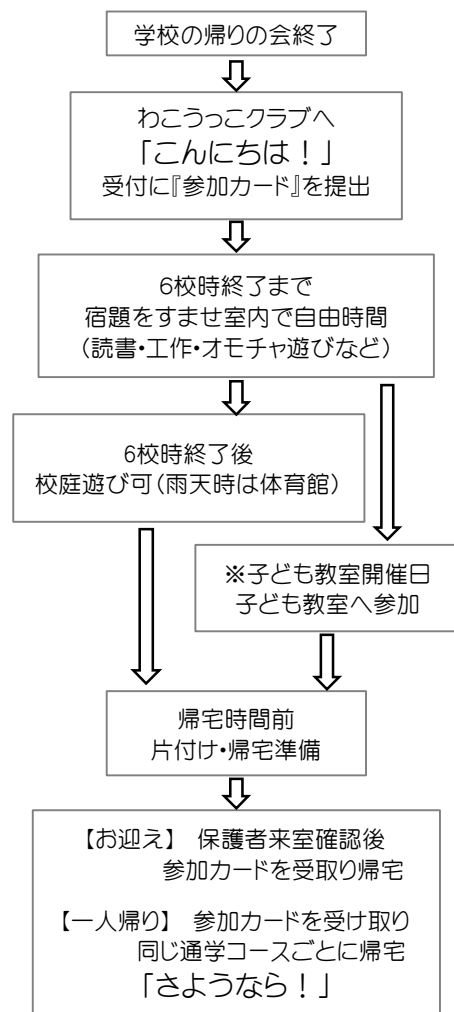 学校の帰りの会終了
わこうっこクラブへ
「こんにちは！」
受付に『参加カード』を提出
6校時終了まで
宿題をすませ室内で自由時間
（読書・工作・オモチャ遊びなど）
6校時終了後
校庭遊び可（雨天時は体育館）
※子ども教室開催日
子ども教室へ参加
帰宅時間前
片付け・帰宅準備
【お迎え】 保護者来室確認後
参加カードを受取り帰宅
【一人帰り】 参加カードを受け取り
同じ通学コースごとに帰宅
「さようなら！」